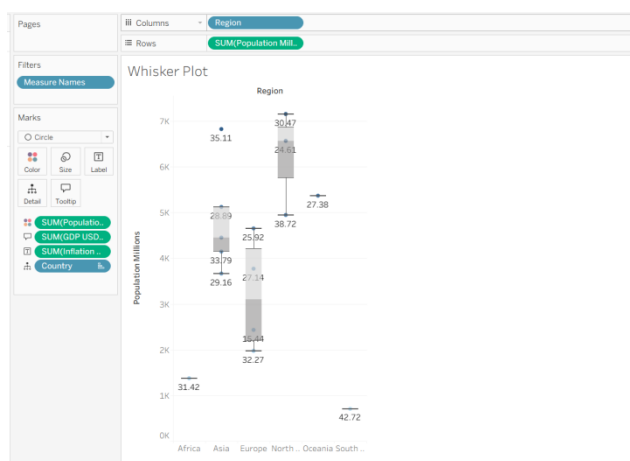 Pages
Filters
Measure Names
Marks
Circle
Color Size Label
Detail Tooltip
SUM(Populatio..
SUM(GDP USD..
SUM(Inflation ..
Country
Columns Region
Rows SUM(Population Mill..
Whisker Plot
Region
Population Millions
7K
6K
5K
4K
3K
2K
1K
0K
30.47
35.11
24.61
27.38
28.89
38.72
25.92
33.79
27.14
29.16
15.44
32.27
31.42
42.72
Africa Asia Europe North .. Oceania South ..